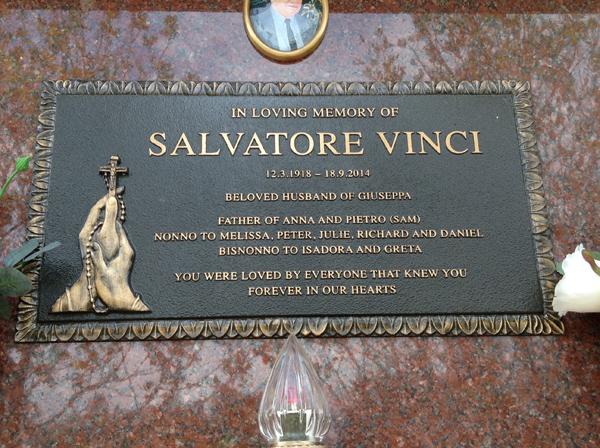 IN LOVING MEMORY OF
SALVATORE VINCI
12.3.1918 – 18.9.2014
BELOVED HUSBAND OF GIUSEPPA
FATHER OF ANNA AND PIETRO (SAM)
NONNO TO MELISSA, PETER, JULIE, RICHARD AND DANIEL
BISNONNO TO ISADORA AND GRETA
YOU WERE LOVED BY EVERYONE THAT KNEW YOU
FOREVER IN OUR HEARTS